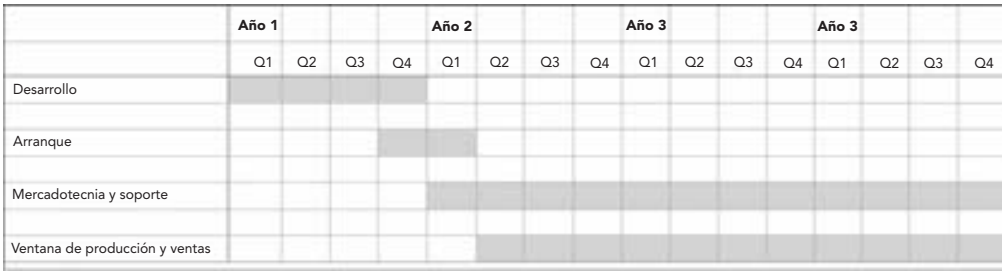 Año 1 Año 2 Año 3 Año 3
Q1 Q2 Q3 Q4 Q1 Q2 Q3 Q4 Q1 Q2 Q3 Q4 Q1 Q2 Q3 Q4
Desarrollo
Arranque
Mercadotecnia y soporte
Ventana de producción y ventas